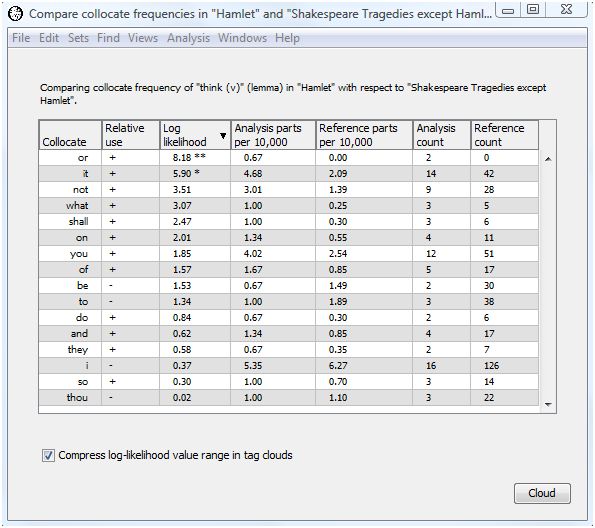 Compare collocate frequencies in "Hamlet" and "Shakespeare Tragedies except Haml...
File Edit Sets Find Views Analysis Windows Help
Comparing collocate frequency of "think (v)" (lemma) in "Hamlet" with respect to "Shakespeare Tragedies except
Hamlet".
Collocate Relative use Log likelihood Analysis parts per 10,000 Reference parts per 10,000 Analysis count Reference count
or + 8.18 ** 0.67 0.00 2 0
it + 5.90 * 4.68 2.09 14 42
not + 3.51 3.01 1.39 9 28
what + 3.07 1.00 0.25 3 5
shall + 2.47 1.00 0.30 3 6
on + 2.01 1.34 0.55 4 11
you + 1.85 4.02 2.54 12 51
of + 1.57 1.67 0.85 5 17
be - 1.53 0.67 1.49 2 30
to - 1.34 1.00 1.89 3 38
do + 0.84 0.67 0.30 2 6
and + 0.62 1.34 0.85 4 17
they + 0.58 0.67 0.35 2 7
i - 0.37 5.35 6.27 16 126
so + 0.30 1.00 0.70 3 14
thou - 0.02 1.00 1.10 3 22
Compress log-likelihood value range in tag clouds
Cloud